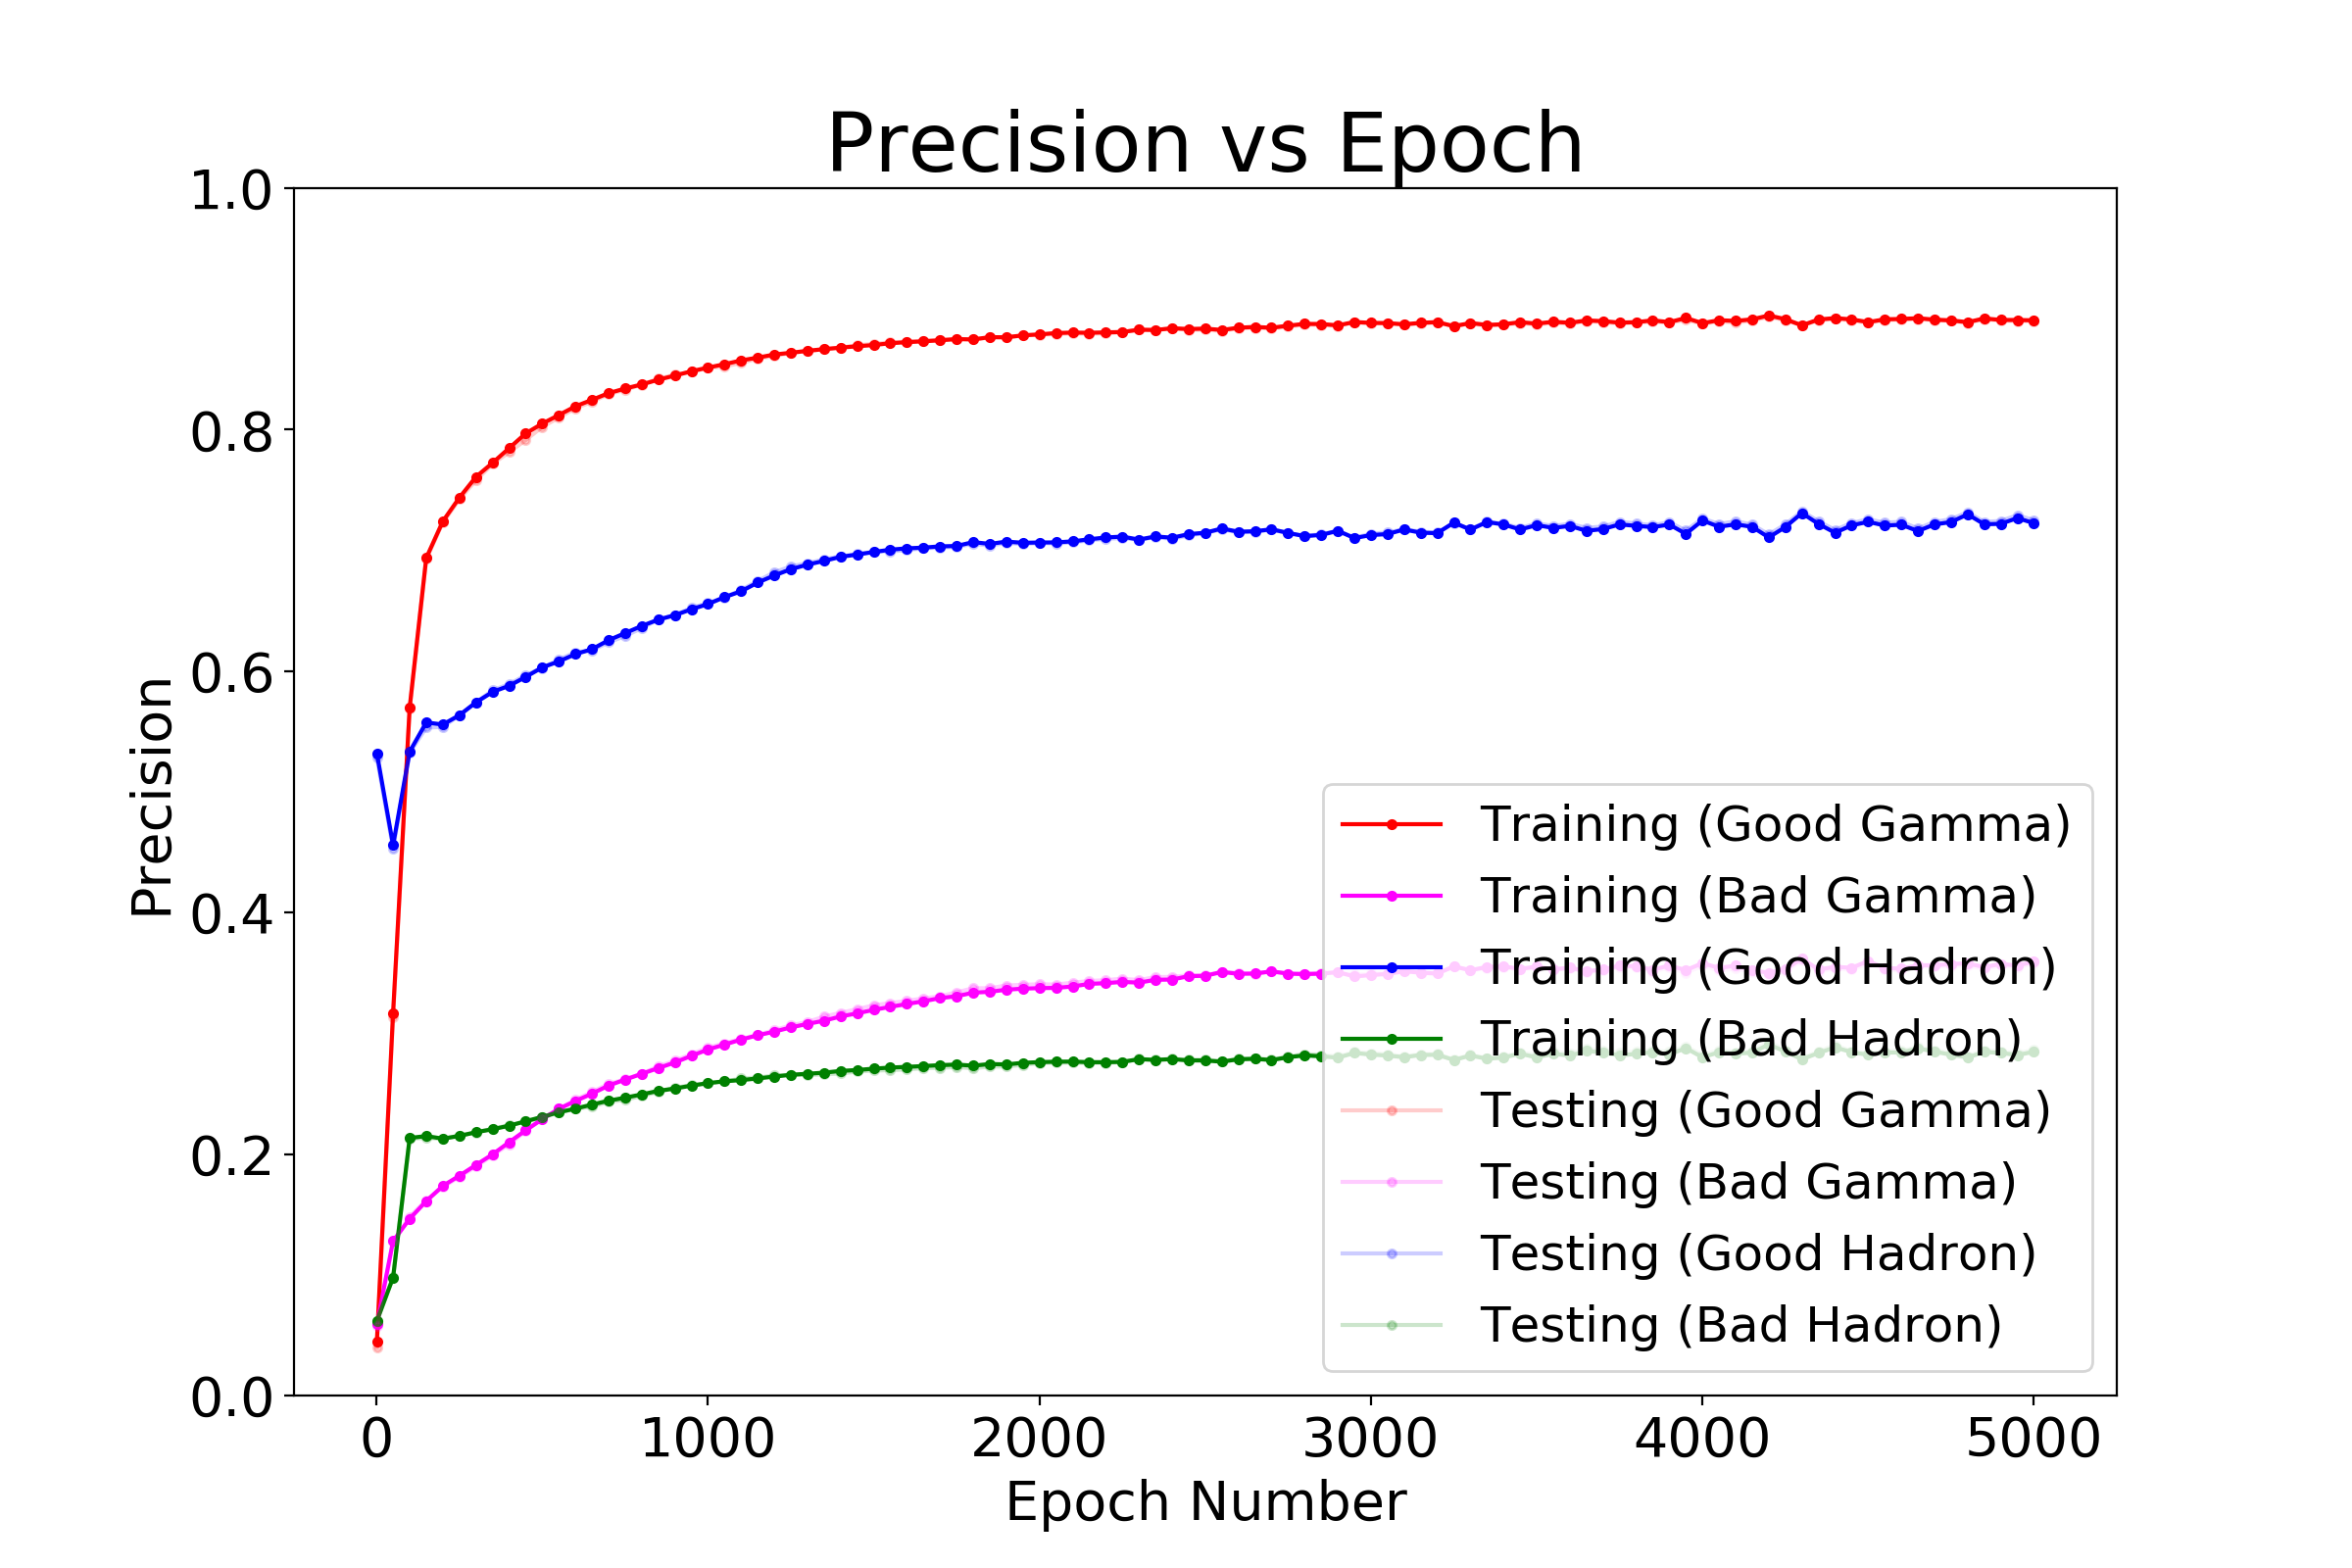 Precision vs Epoch
1.0
0.8
0.6
0.4
0.2
0.0
Precision
Training (Good Gamma)
Training (Bad Gamma)
Training (Good Hadron)
Training (Bad Hadron)
Testing (Good Gamma)
Testing (Bad Gamma)
Testing (Good Hadron)
Testing (Bad Hadron)
0 1000 2000 3000 4000 5000
Epoch Number